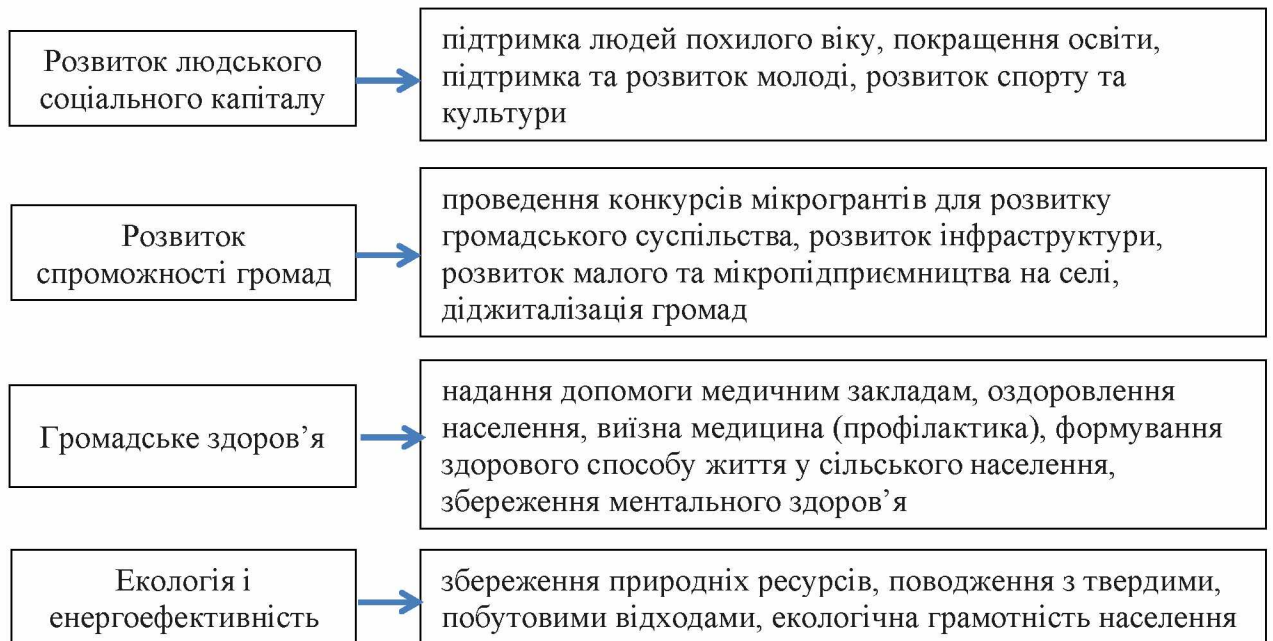 Розвиток людського
соціального капіталу
підтримка людей похилого віку, покращення освіти,
підтримка та розвиток молоді, розвиток спорту та
культури
Розвиток
спроможності громад
проведення конкурсів мікрогрантів для розвитку
громадського суспільства, розвиток інфраструктури,
розвиток малого та мікропідприємництва на селі,
діджиталізація громад
Громадське здоров’я
надання допомоги медичним закладам, оздоровлення
населення, виїзна медицина (профілактика), формування
здорового способу життя у сільського населення,
збереження ментального здоров’я
Екологія і
енергоефективність
збереження природніх ресурсів, поводження з твердими,
побутовими відходами, екологічна грамотність населення